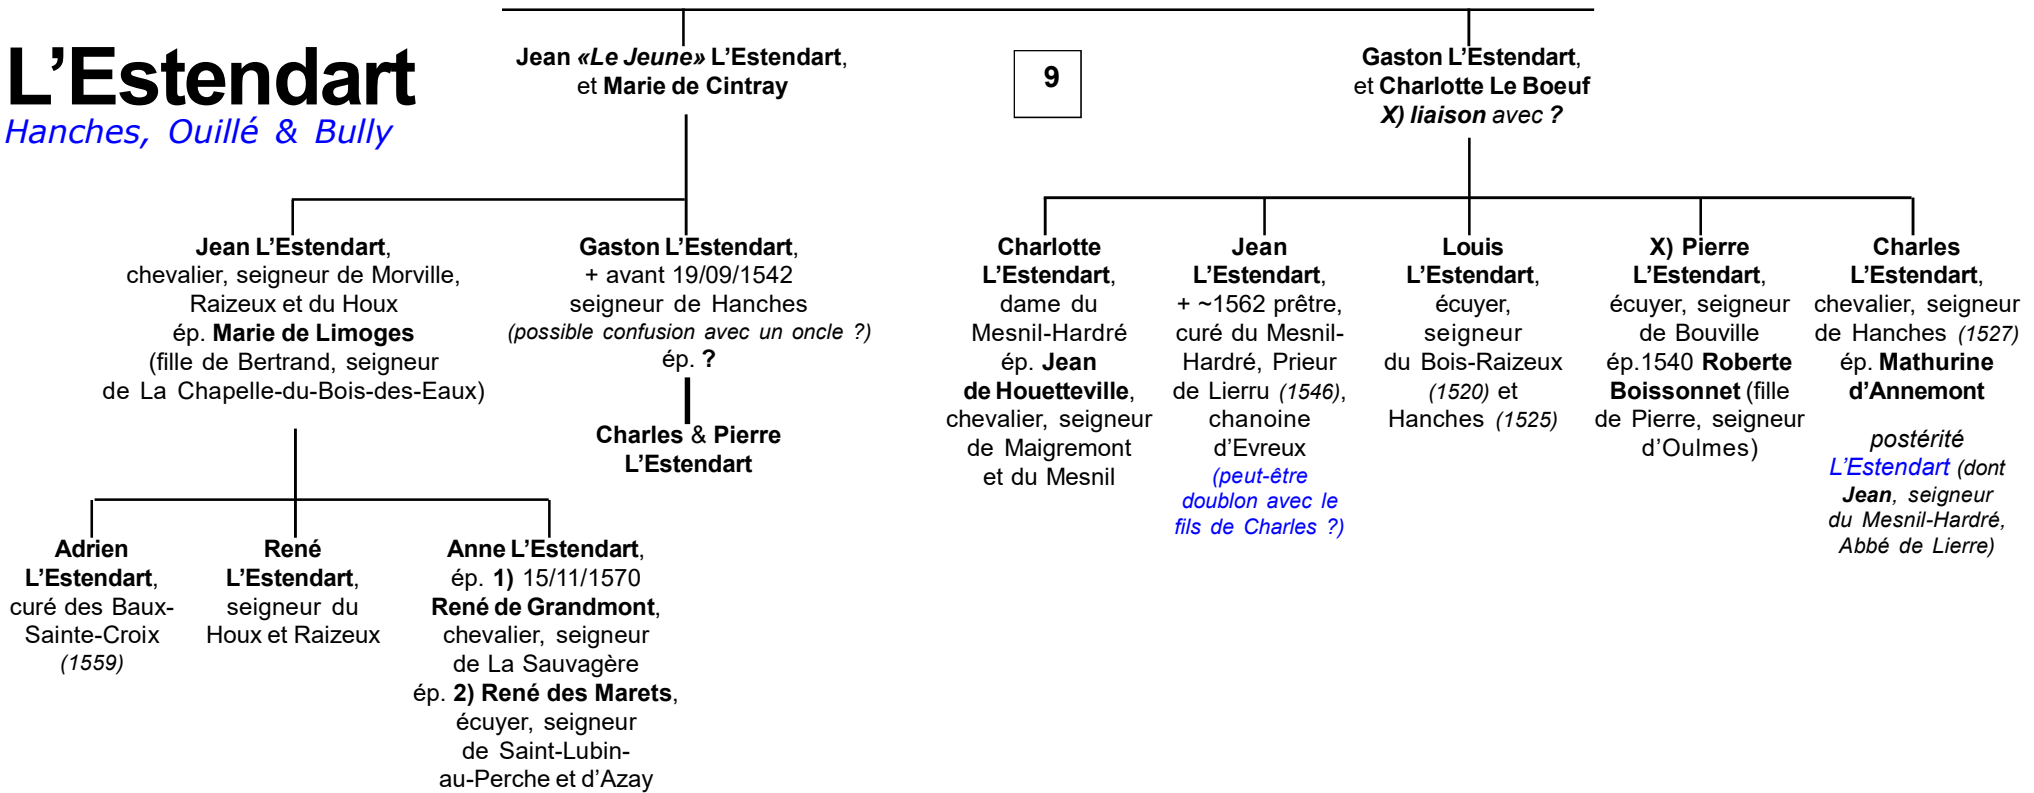 L’Estendart
Hanches, Ouillé & Bully
Jean «Le Jeune» L’Estendart,
et Marie de Cintray
9
Gaston L’Estendart,
et Charlotte Le Boeuf
X) liaison avec ?
Jean L’Estendart,
chevalier, seigneur de Morville,
Raizeux et du Houx
ép. Marie de Limoges
(fille de Bertrand, seigneur
de La Chapelle-du-Bois-des-Eaux)
Gaston L’Estendart,
+ avant 19/09/1542
seigneur de Hanches
(possible confusion avec un oncle ?)
ép. ?
Charles & Pierre
L’Estendart
Charlotte
L’Estendart,
dame du
Mesnil-Hardré
ép. Jean
de Houetteville,
chevalier, seigneur
de Maigremont
et du Mesnil
Jean
L’Estendart,
+ ~1562 prêtre,
curé du Mesnil-
Hardré, Prieur
de Lierru (1546),
chanoine
d’Evreux
(peut-être
doublon avec le
fils de Charles ?)
Louis
L’Estendart,
écuyer,
seigneur
du Bois-Raizeux
(1520) et
Hanches (1525)
X) Pierre
L’Estendart,
écuyer, seigneur
de Bouville
ép.1540 Roberte
Boissonnet (fille
de Pierre, seigneur
d’Oulmes)
Charles
L’Estendart,
chevalier, seigneur
de Hanches (1527)
ép. Mathurine
d’Annemont
postérité
L’Estendart (dont
Jean, seigneur
du Mesnil-Hardré,
Abbé de Lierre)
Adrien
L’Estendart,
curé des Baux-
Sainte-Croix
(1559)
René
L’Estendart,
seigneur du
Houx et Raizeux
Anne L’Estendart,
ép. 1) 15/11/1570
René de Grandmont,
chevalier, seigneur
de La Sauvagère
ép. 2) René des Marets,
écuyer, seigneur
de Saint-Lubin-
au-Perche et d’Azay